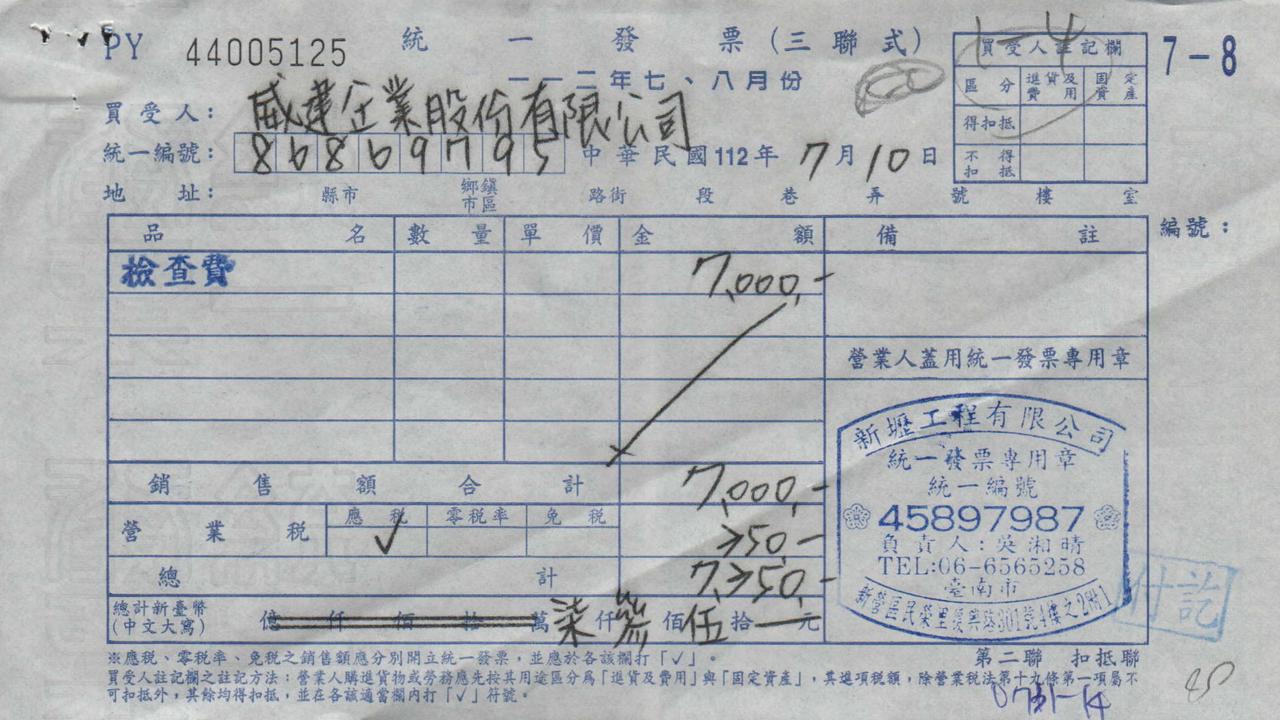 PY 44005125 統一發票(三聯式) 7-8
一一二年七、八月份
1-4
買受人註記欄
區分 進貨及費用 固定資產
得扣抵
不得扣抵
買受人: 威建企業股份有限公司
統一編號: 86869795 中華民國112年 7月 10日
地址: 縣市 鄉鎮市區 路街 段 巷 弄 號 樓 室
品名 數量 單價 金額 備註 編號:
檢查費 7,000,-
營業人蓋用統一發票專用章
銷售額合計 7,000,-
營業稅 應稅 ✓ 零稅率 免稅 250,-
總計 7,250,-
總計新臺幣(中文大寫) 億 仟 佰 拾 萬 柒 仟 貳 佰 伍 拾 元
新壢工程有限公司
統一發票專用章
統一編號
45897987
負責人:吳湘晴
TEL:06-6565258
臺南市
新營區民榮里復興路301號4樓之2附1
付訖
※應稅、零稅率、免稅之銷售額應分別開立統一發票,並應於各該欄打「✓」。
第二聯 扣抵聯
買受人註記欄之註記方法:營業人購進貨物或勞務應先按其用途區分為「進貨及費用」與「固定資產」,其進項稅額,除營業稅法第十九條第一項屬不
可扣抵外,其餘均得扣抵,並在各該適當欄內打「✓」符號。
0731-14